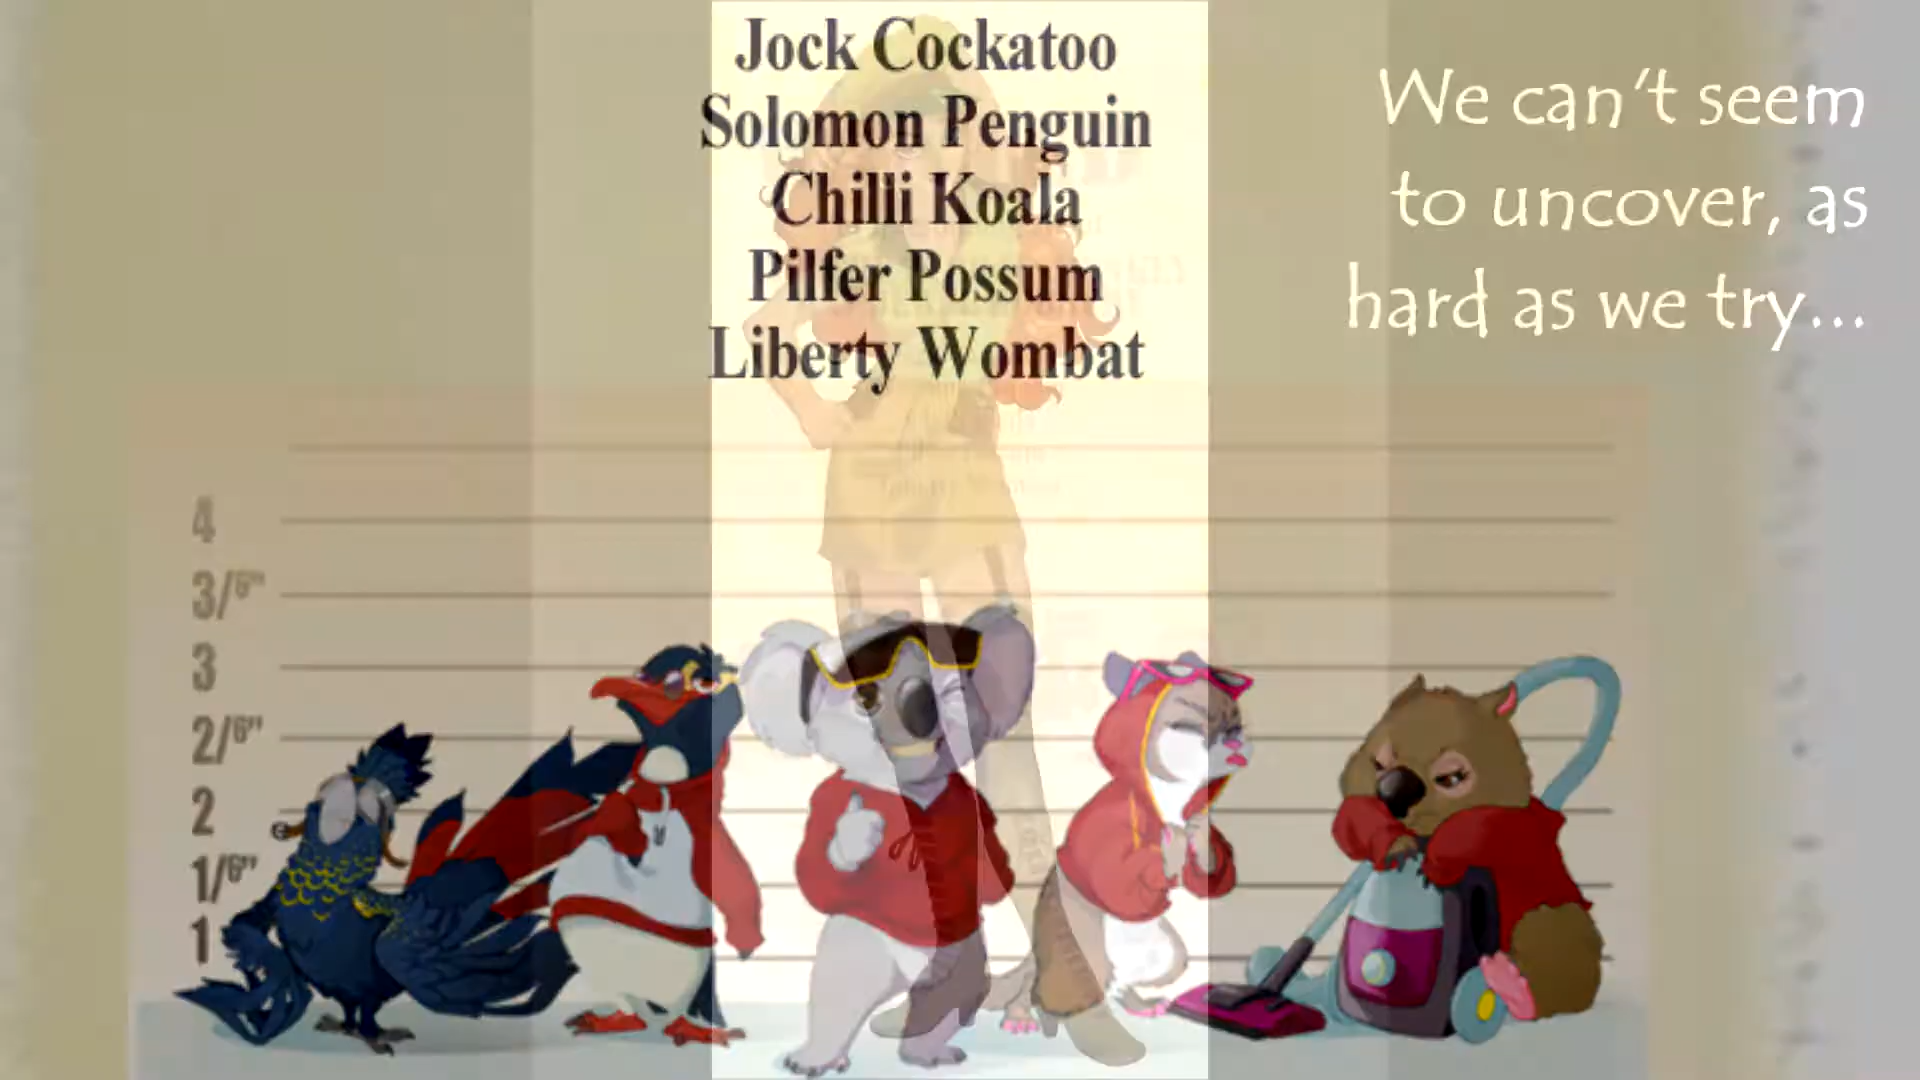 Jock Cockatoo
Solomon Penguin
Chilli Koala
Pilfer Possum
Liberty Wombat
We can't seem
to uncover, as
hard as we try...
4
3/6"
3
2/6"
2
1/6"
1